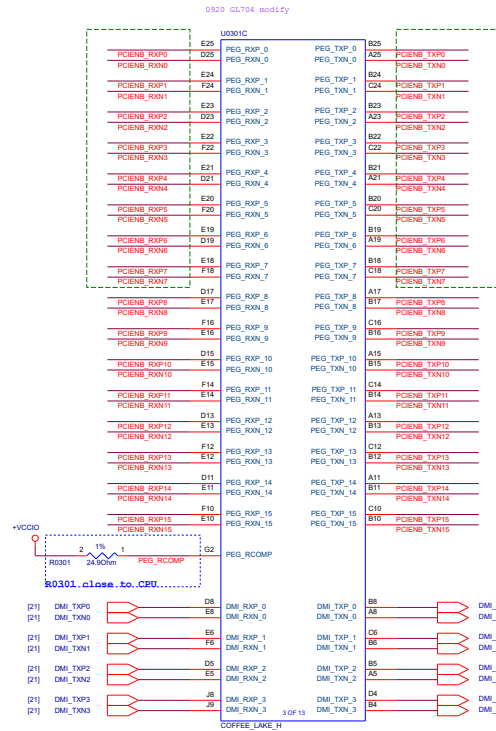 0920 GL704 modify
U0301C
E25 PEG_RXP_0 PEG_TXP_0 B25
PCIENB_RXP0 D25 PEG_RXN_0 PEG_TXN_0 A25 PCIENB_TXP0
PCIENB_RXN0 PCIENB_TXN0
E24 PEG_RXP_1 PEG_TXP_1 B24
PCIENB_RXP1 F24 PEG_RXN_1 PEG_TXN_1 C24 PCIENB_TXP1
PCIENB_RXN1 PCIENB_TXN1
E23 PEG_RXP_2 PEG_TXP_2 B23
PCIENB_RXP2 D23 PEG_RXN_2 PEG_TXN_2 A23 PCIENB_TXP2
PCIENB_RXN2 PCIENB_TXN2
E22 PEG_RXP_3 PEG_TXP_3 B22
PCIENB_RXP3 F22 PEG_RXN_3 PEG_TXN_3 C22 PCIENB_TXP3
PCIENB_RXN3 PCIENB_TXN3
E21 PEG_RXP_4 PEG_TXP_4 B21
PCIENB_RXP4 D21 PEG_RXN_4 PEG_TXN_4 A21 PCIENB_TXP4
PCIENB_RXN4 PCIENB_TXN4
E20 PEG_RXP_5 PEG_TXP_5 B20
PCIENB_RXP5 F20 PEG_RXN_5 PEG_TXN_5 C20 PCIENB_TXP5
PCIENB_RXN5 PCIENB_TXN5
E19 PEG_RXP_6 PEG_TXP_6 B19
PCIENB_RXP6 D19 PEG_RXN_6 PEG_TXN_6 A19 PCIENB_TXP6
PCIENB_RXN6 PCIENB_TXN6
E18 PEG_RXP_7 PEG_TXP_7 B18
PCIENB_RXP7 F18 PEG_RXN_7 PEG_TXN_7 C18 PCIENB_TXP7
PCIENB_RXN7 PCIENB_TXN7
D17 PEG_RXP_8 PEG_TXP_8 A17
PCIENB_RXP8 E17 PEG_RXN_8 PEG_TXN_8 B17 PCIENB_TXP8
PCIENB_RXN8 PCIENB_TXN8
F16 PEG_RXP_9 PEG_TXP_9 C16
PCIENB_RXP9 E16 PEG_RXN_9 PEG_TXN_9 B16 PCIENB_TXP9
PCIENB_RXN9 PCIENB_TXN9
D15 PEG_RXP_10 PEG_TXP_10 A15
PCIENB_RXP10 E15 PEG_RXN_10 PEG_TXN_10 B15 PCIENB_TXP10
PCIENB_RXN10 PCIENB_TXN10
F14 PEG_RXP_11 PEG_TXP_11 C14
PCIENB_RXP11 E14 PEG_RXN_11 PEG_TXN_11 B14 PCIENB_TXP11
PCIENB_RXN11 PCIENB_TXN11
D13 PEG_RXP_12 PEG_TXP_12 A13
PCIENB_RXP12 E13 PEG_RXN_12 PEG_TXN_12 B13 PCIENB_TXP12
PCIENB_RXN12 PCIENB_TXN12
F12 PEG_RXP_13 PEG_TXP_13 C12
PCIENB_RXP13 E12 PEG_RXN_13 PEG_TXN_13 B12 PCIENB_TXP13
PCIENB_RXN13 PCIENB_TXN13
D11 PEG_RXP_14 PEG_TXP_14 A11
PCIENB_RXP14 E11 PEG_RXN_14 PEG_TXN_14 B11 PCIENB_TXP14
PCIENB_RXN14 PCIENB_TXN14
F10 PEG_RXP_15 PEG_TXP_15 C10
PCIENB_RXP15 E10 PEG_RXN_15 PEG_TXN_15 B10 PCIENB_TXP15
PCIENB_RXN15 PCIENB_TXN15
+VCCIO
2 1% 1 G2 PEG_RCOMP
R0301 24.9Ohm PEG_RCOMP
R0301 close to CPU
[21] DMI_TXP0 D8 DMI_RXP_0 DMI_TXP_0 B8 DMI_
[21] DMI_TXN0 E8 DMI_RXN_0 DMI_TXN_0 A8 DMI_
[21] DMI_TXP1 E6 DMI_RXP_1 DMI_TXP_1 C6 DMI_
[21] DMI_TXN1 F6 DMI_RXN_1 DMI_TXN_1 B6 DMI_
[21] DMI_TXP2 D5 DMI_RXP_2 DMI_TXP_2 B5 DMI_
[21] DMI_TXN2 E5 DMI_RXN_2 DMI_TXN_2 A5 DMI_
[21] DMI_TXP3 J8 DMI_RXP_3 DMI_TXP_3 D4 DMI_
[21] DMI_TXN3 J9 DMI_RXN_3 DMI_TXN_3 B4 DMI_
3 OF 13
COFFEE_LAKE_H